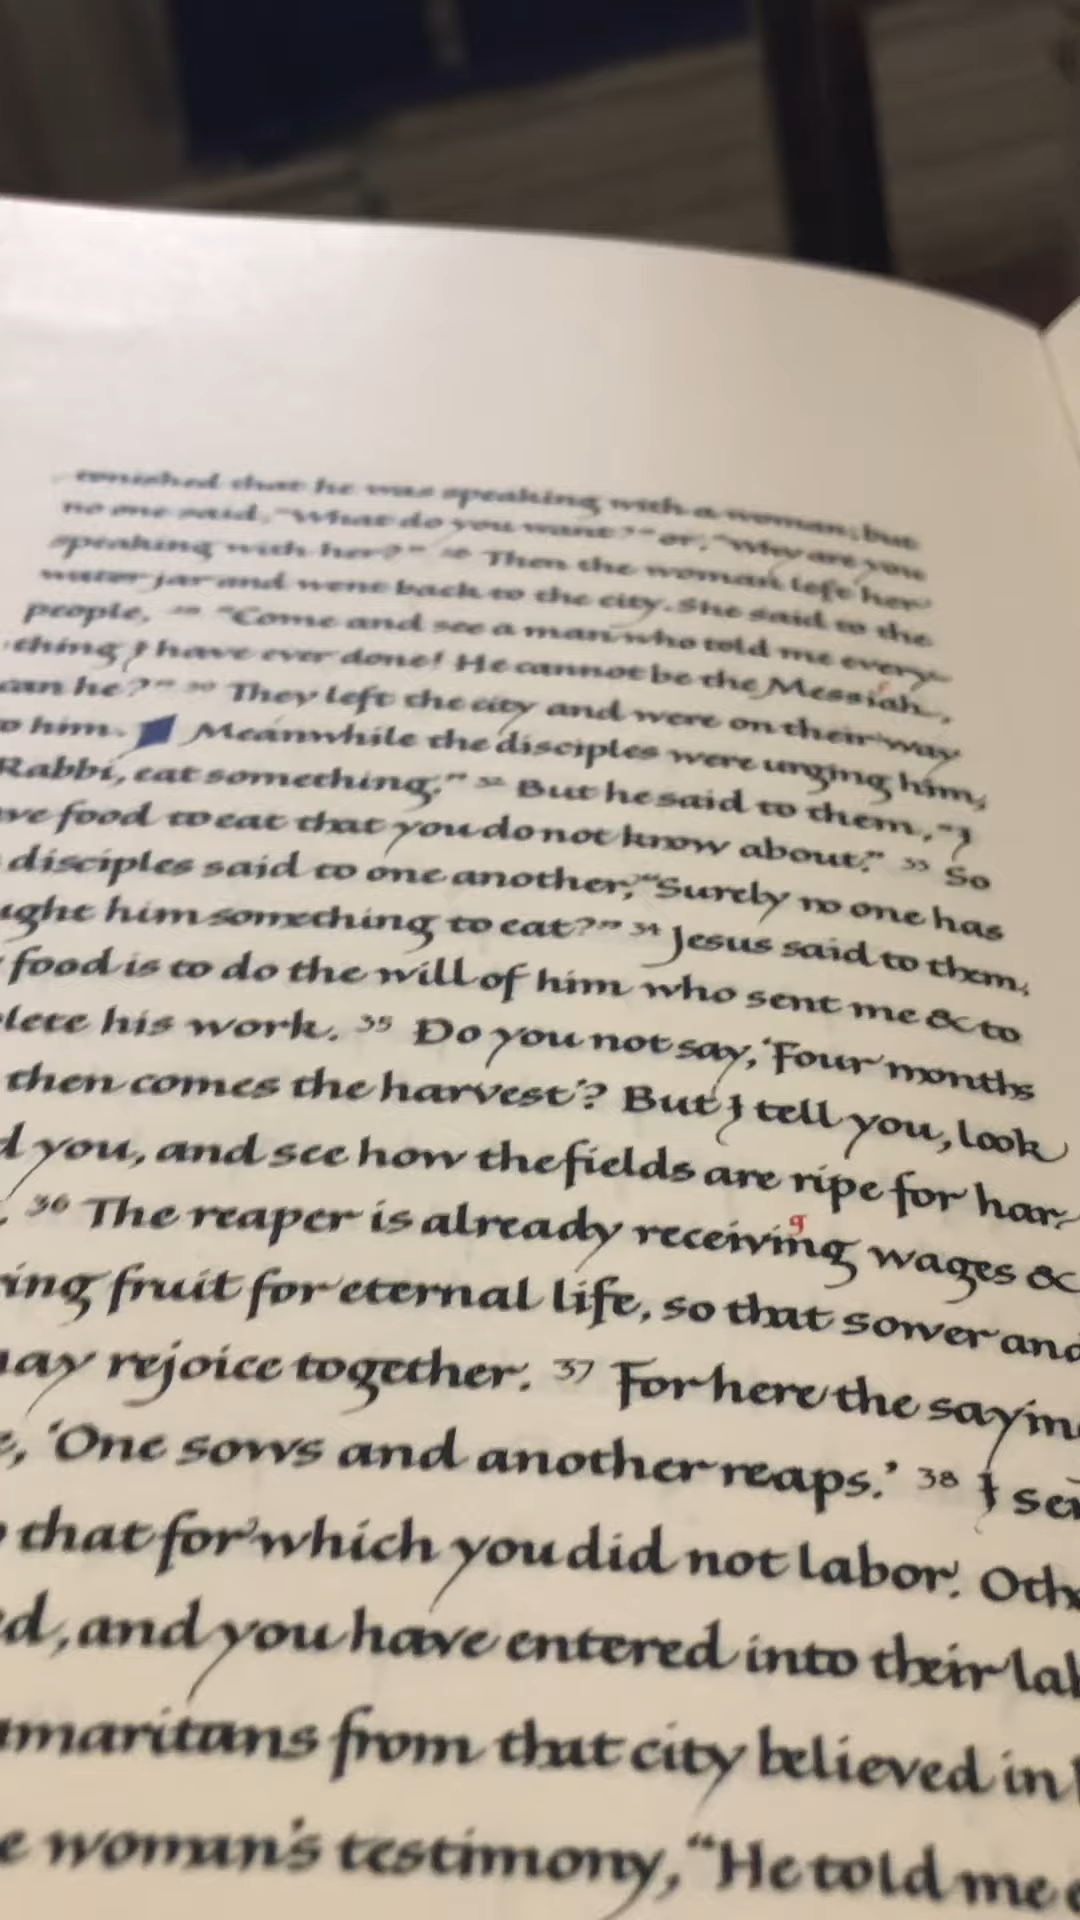 tonished that he was speaking with a woman, but
no one said, "What do you want?" or, "Why are you
speaking with her?" 28 Then the woman left her
water jar and went back to the city. She said to the
people, 29 "Come and see a man who told me every-
thing I have ever done! He cannot be the Messiah,
can he?" 30 They left the city and were on their way
to him. Meanwhile the disciples were urging him,
Rabbi, eat something." 32 But he said to them, "I
ve food to eat that you do not know about." 33 So
disciples said to one another, "Surely no one has
ught him something to eat?" 34 Jesus said to them,
food is to do the will of him who sent me & to
lete his work. 35 Do you not say, 'Four months
then comes the harvest'? But I tell you, look
d you, and see how the fields are ripe for har-
36 The reaper is already receiving g wages &
ring fruit for eternal life, so that sower and
may rejoice together. 37 For here the sayin
e, 'One sows and another reaps.' 38 I sen
that for which you did not labor. Othe
ed, and you have entered into their lab
amaritans from that city believed in
e woman's testimony, "He told me e